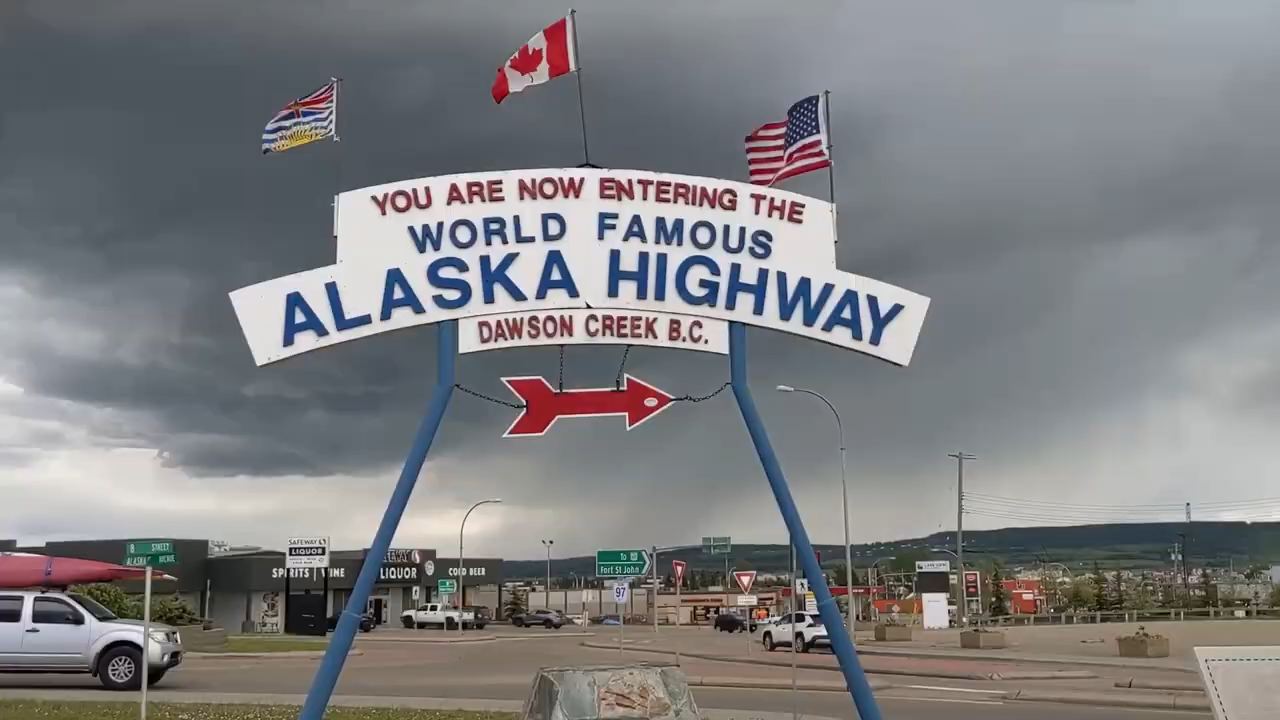 YOU ARE NOW ENTERING THE
WORLD FAMOUS
ALASKA HIGHWAY
DAWSON CREEK B.C.
8 STREET
ALASKA AVENUE
SAFEWAY
LIQUOR
SPIRITS WINE
LIQUOR
COLD BEER
To
Fort St John
97